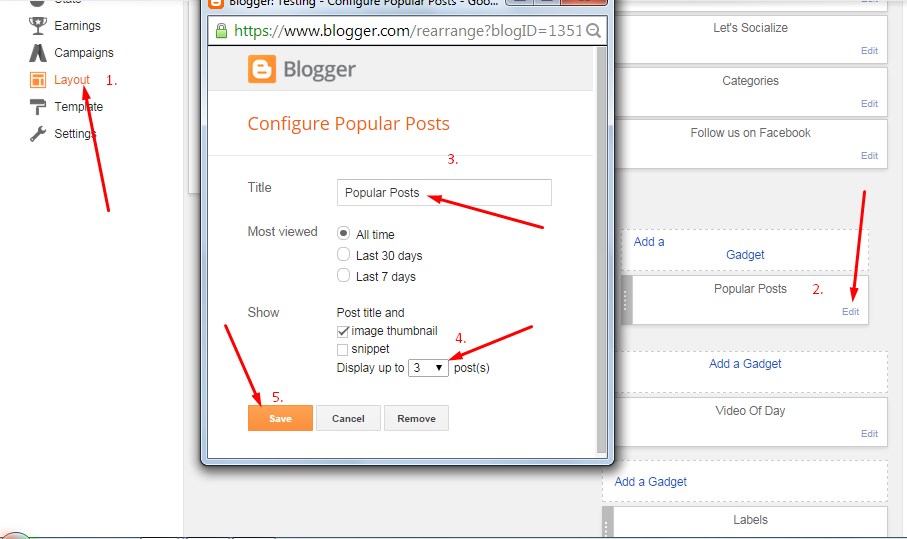 Blogger: Testing - Configure Popular Posts - Goo...
https://www.blogger.com/rearrange?blogID=1351
Blogger
Configure Popular Posts
3.
Title
Popular Posts
Most viewed
All time
Last 30 days
Last 7 days
Show
Post title and
image thumbnail
snippet
4.
Display up to 3 post(s)
5.
Save
Cancel
Remove
Earnings
Campaigns
Layout 1.
Template
Settings
Let's Socialize
Edit
Categories
Edit
Follow us on Facebook
Edit
Add a
Gadget
Popular Posts 2.
Edit
Add a Gadget
Video Of Day
Edit
Add a Gadget
Labels